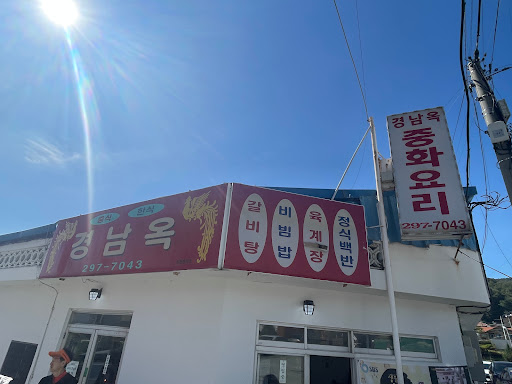 중식 한식
경남옥
297-7043
갈비탕
비빔밥
육계장
정식백반
경남옥
중화요리
297-7043